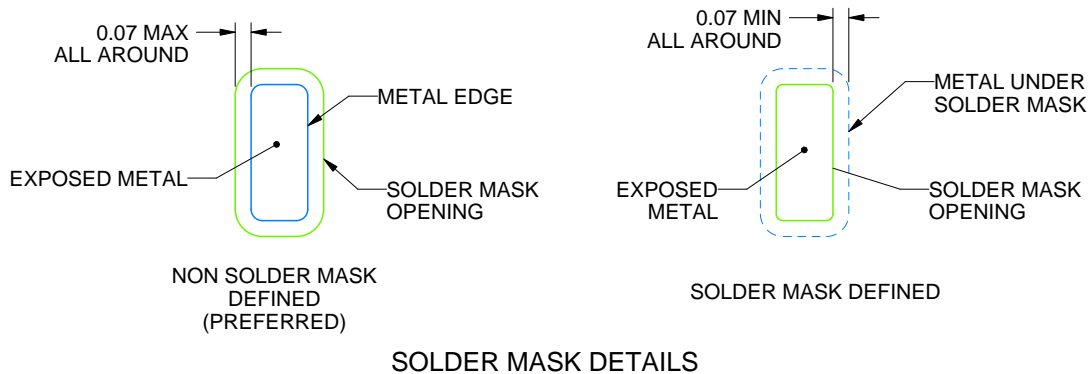 0.07 MAX
ALL AROUND
METAL EDGE
EXPOSED METAL
SOLDER MASK
OPENING
NON SOLDER MASK
DEFINED
(PREFERRED)
0.07 MIN
ALL AROUND
METAL UNDER
SOLDER MASK
EXPOSED
METAL
SOLDER MASK
OPENING
SOLDER MASK DEFINED
SOLDER MASK DETAILS